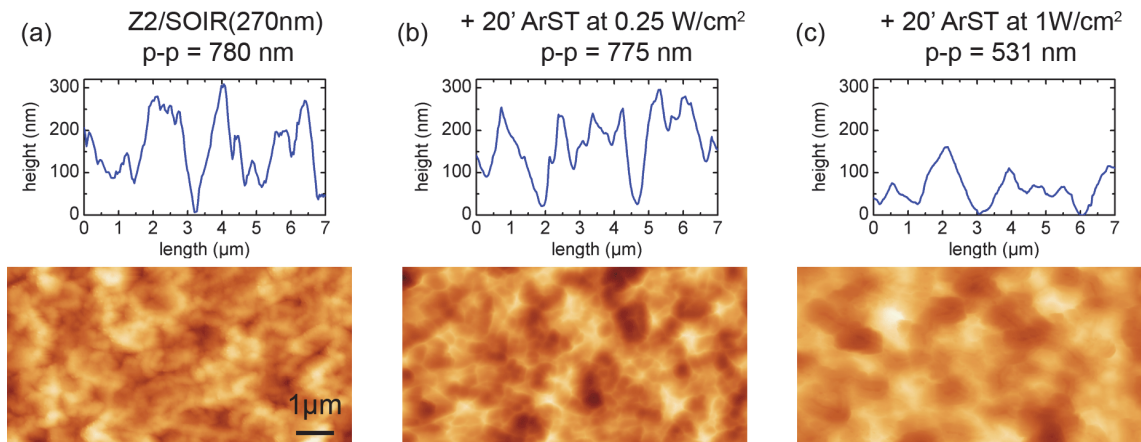 (a)
Z2/SOIR(270nm)
p-p = 780 nm
300
200
100
0
height (nm)
0 1 2 3 4 5 6 7
length (µm)
1µm
(b)
+ 20' ArST at 0.25 W/cm²
p-p = 775 nm
300
200
100
0
height (nm)
0 1 2 3 4 5 6 7
length (µm)
(c)
+ 20' ArST at 1W/cm²
p-p = 531 nm
300
200
100
0
height (nm)
0 1 2 3 4 5 6 7
length (µm)